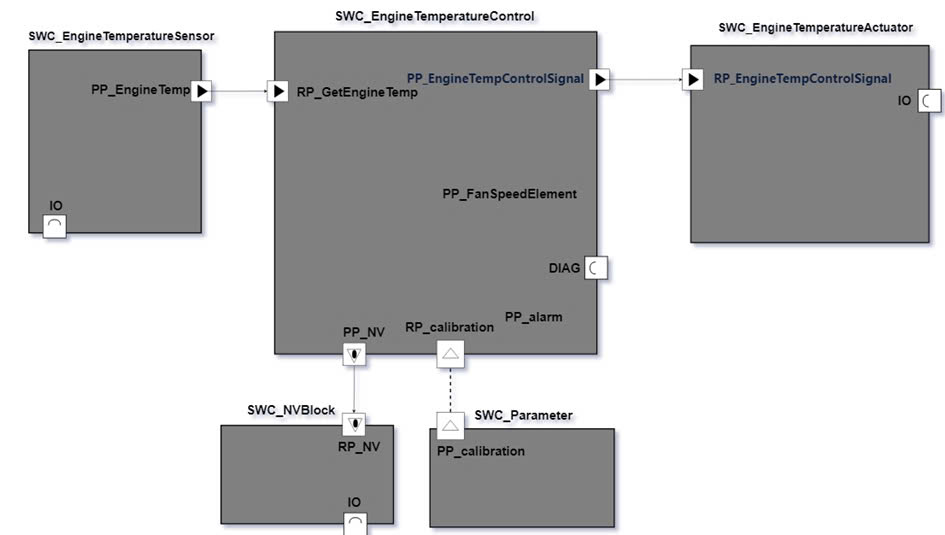 SWC_EngineTemperatureControl
SWC_EngineTemperatureSensor
SWC_EngineTemperatureActuator
PP_EngineTemp
RP_GetEngineTemp
PP_EngineTempControlSignal
RP_EngineTempControlSignal
IO
PP_FanSpeedElement
IO
DIAG
PP_alarm
RP_calibration
PP_NV
SWC_NVBlock
SWC_Parameter
RP_NV
PP_calibration
IO